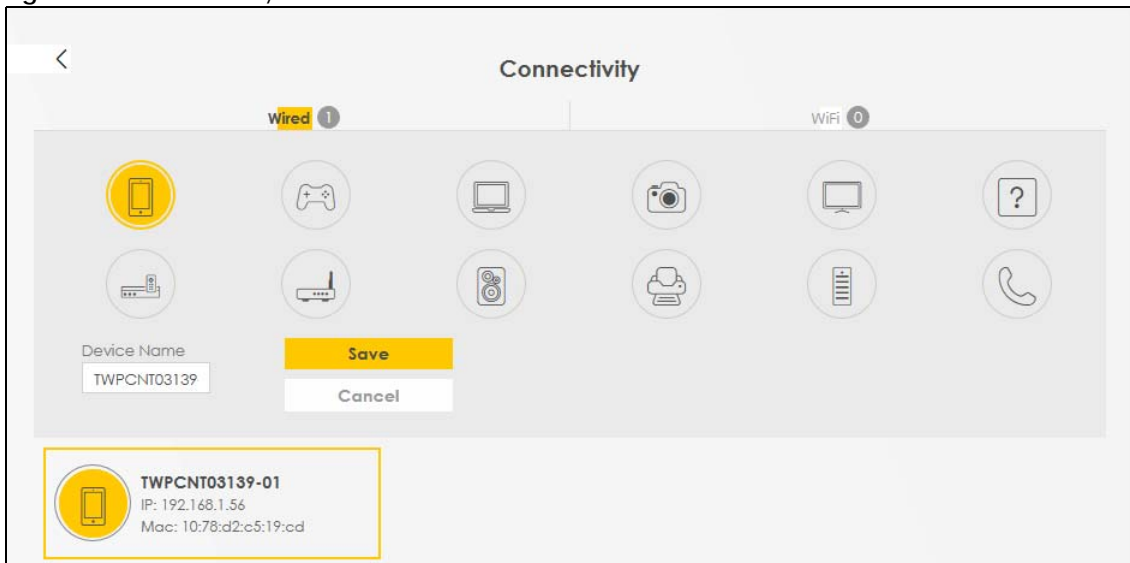 Connectivity
Wired 1
WiFi 0
?
Device Name
TWPCNT03139
Save
Cancel
TWPCNT03139-01
IP: 192.168.1.56
Mac: 10:78:d2:c5:19:cd